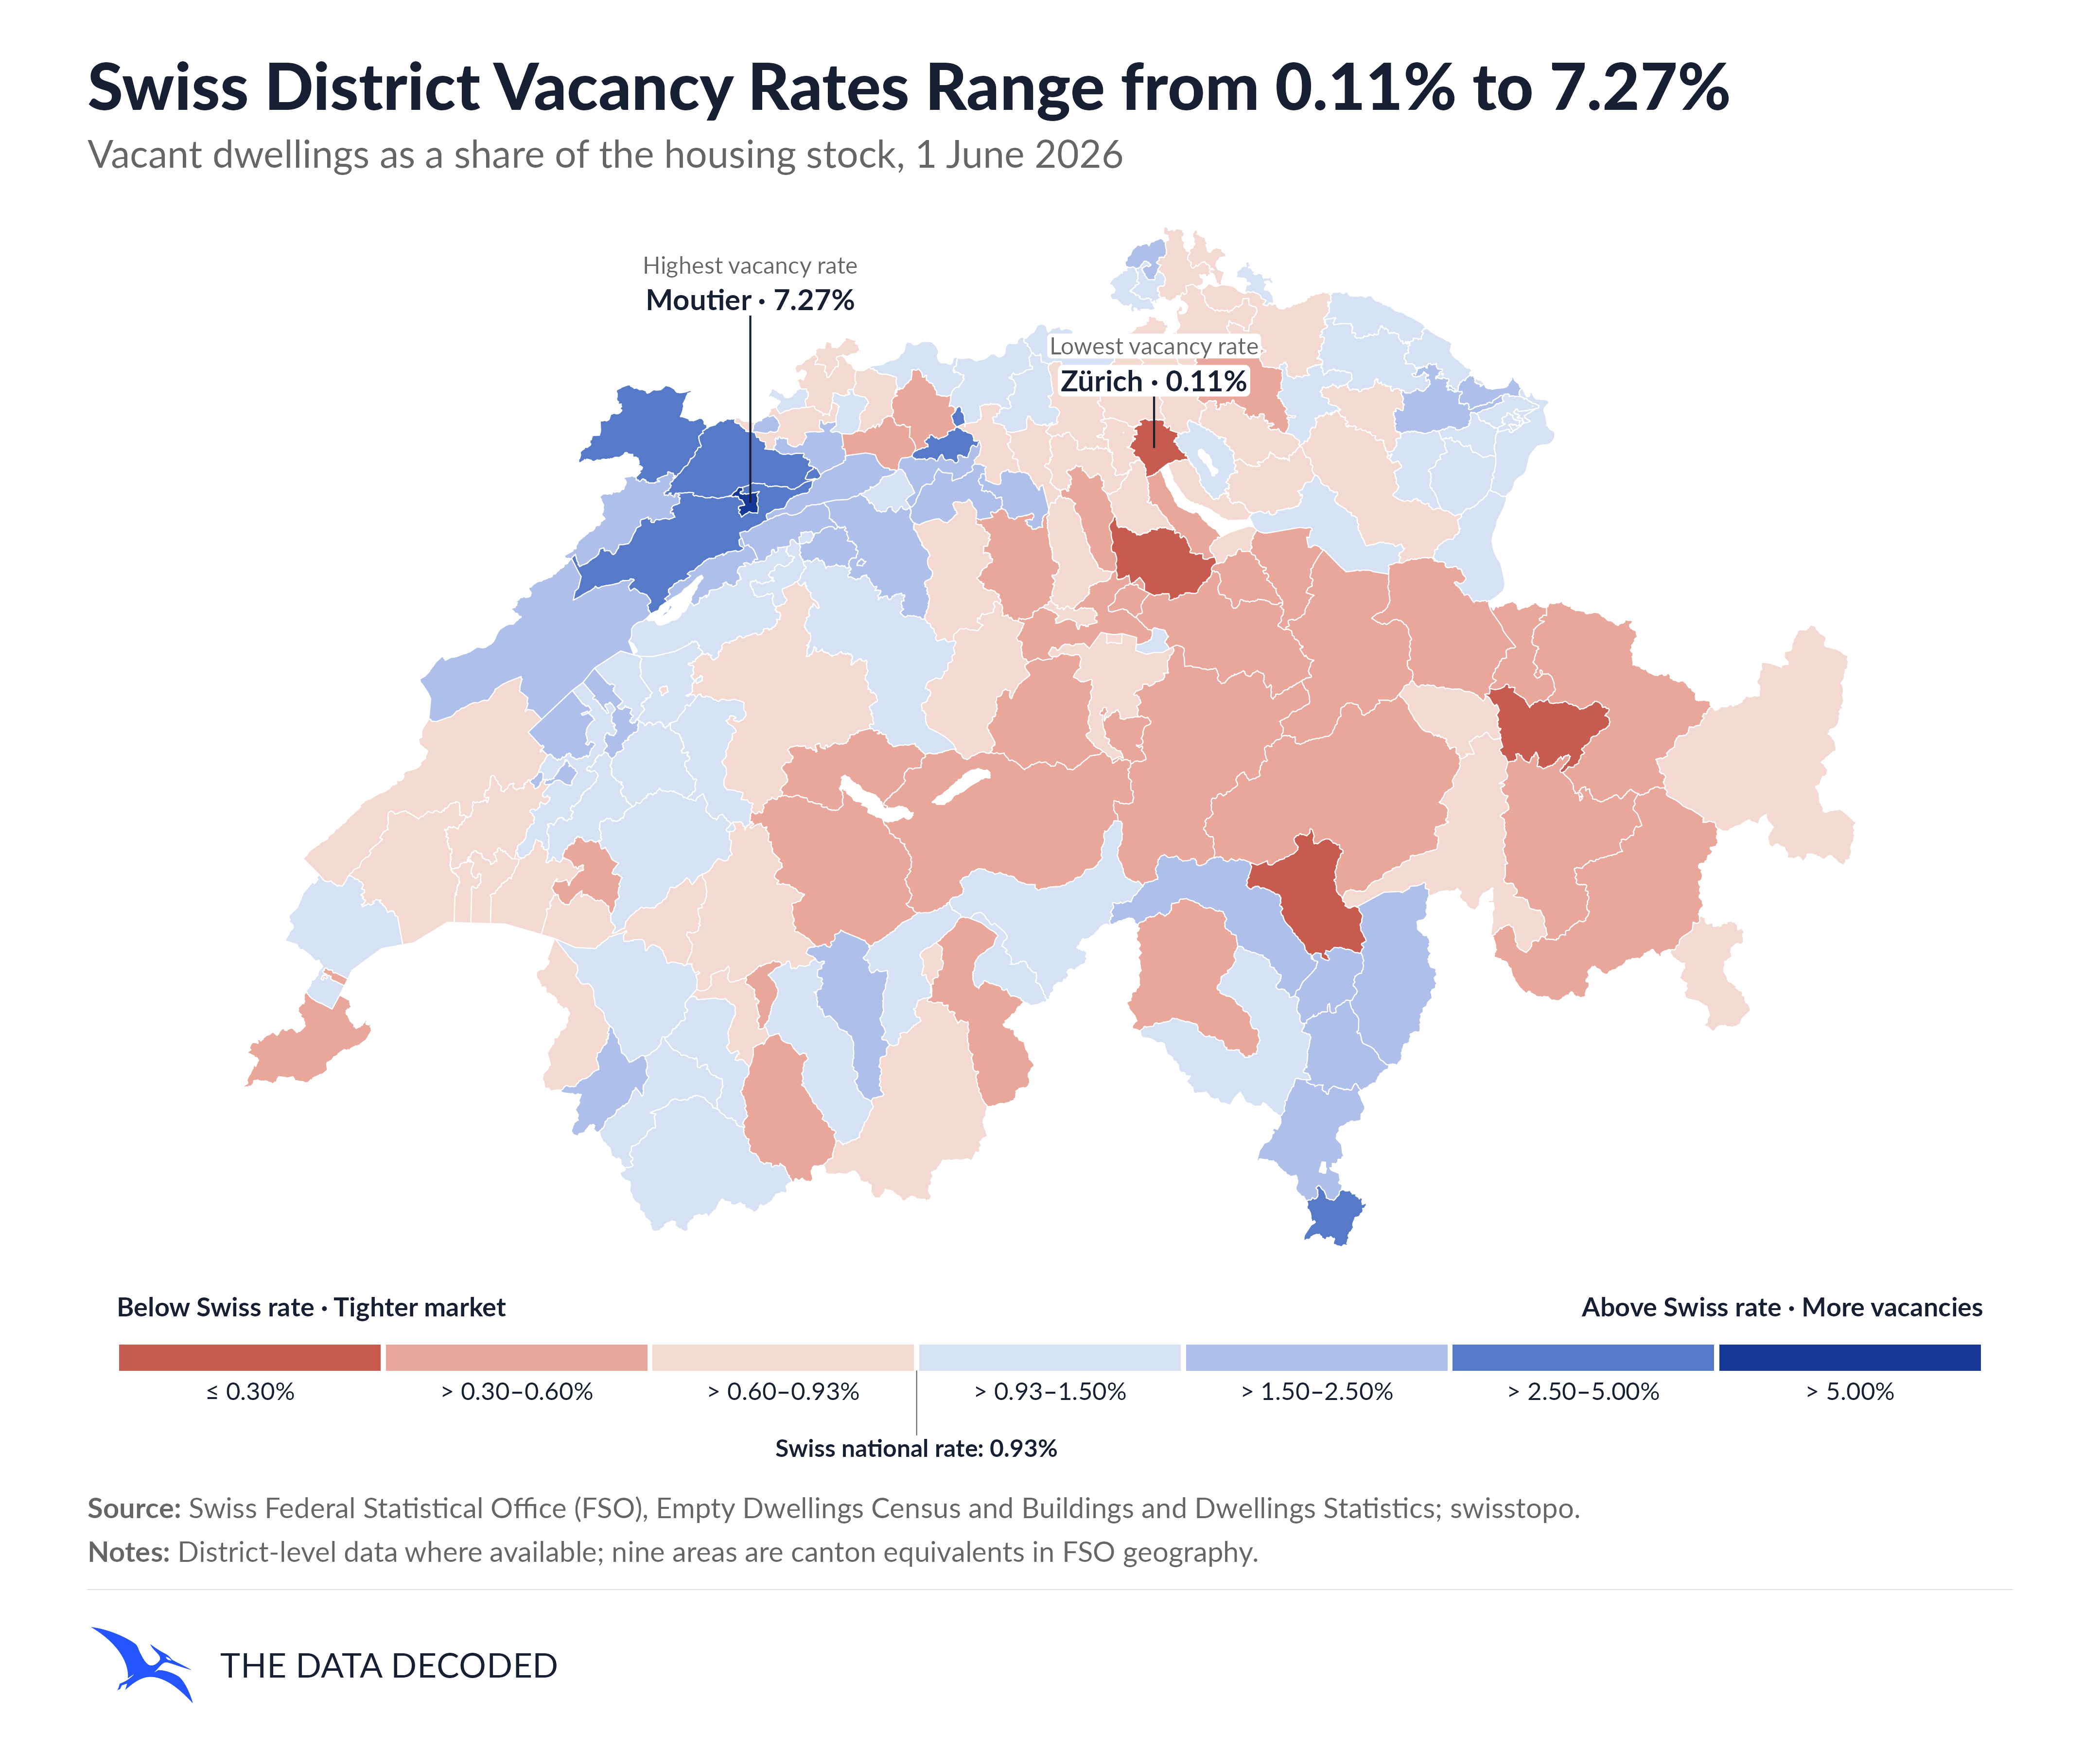 Swiss District Vacancy Rates Range from 0.11% to 7.27%
Vacant dwellings as a share of the housing stock, 1 June 2026
Highest vacancy rate
Moutier · 7.27%
Lowest vacancy rate
Zürich · 0.11%
Below Swiss rate · Tighter market
Above Swiss rate · More vacancies
≤ 0.30%
> 0.30–0.60%
> 0.60–0.93%
> 0.93–1.50%
> 1.50–2.50%
> 2.50–5.00%
> 5.00%
Swiss national rate: 0.93%
Source: Swiss Federal Statistical Office (FSO), Empty Dwellings Census and Buildings and Dwellings Statistics; swisstopo.
Notes: District-level data where available; nine areas are canton equivalents in FSO geography.
THE DATA DECODED